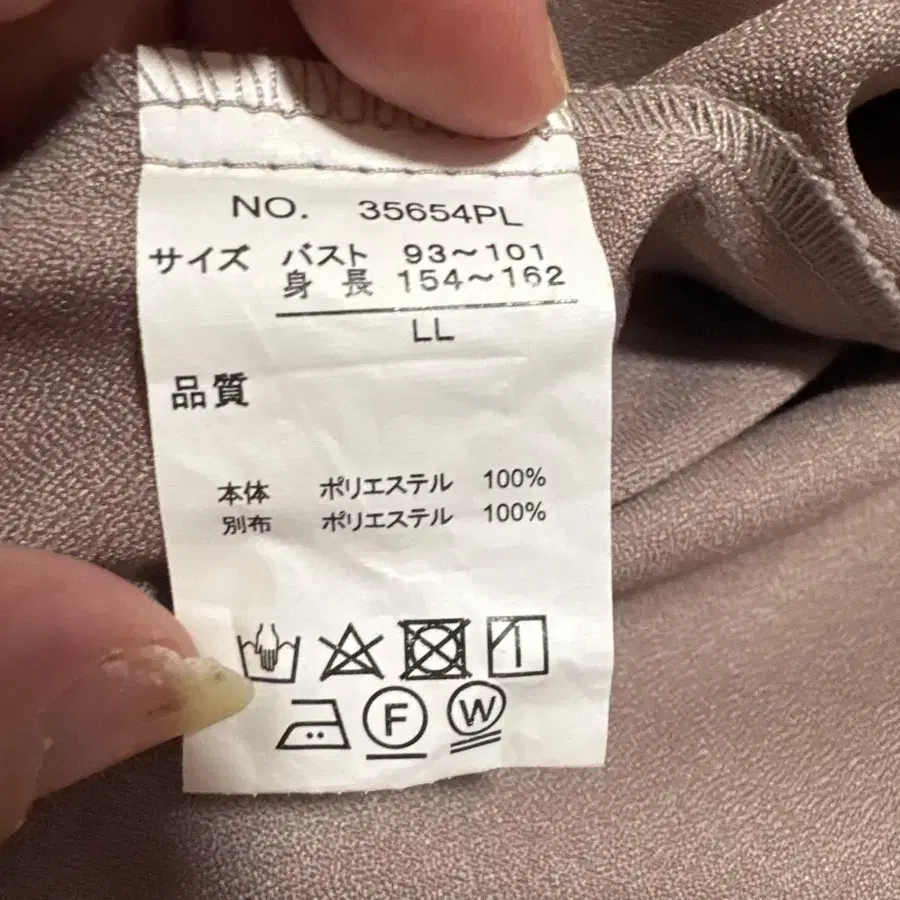 NO. 35654PL
サイズ バスト 93〜101
身 長 154〜162
LL
品質
本体 ポリエステル 100%
別布 ポリエステル 100%
F W